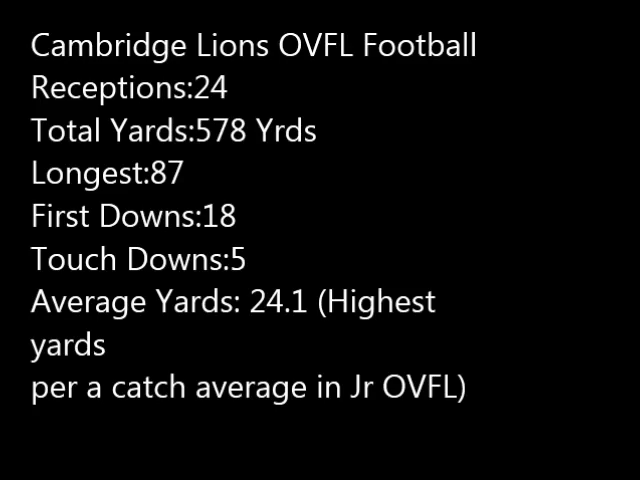 Cambridge Lions OVFL Football
Receptions:24
Total Yards:578 Yrds
Longest:87
First Downs:18
Touch Downs:5
Average Yards: 24.1 (Highest
yards
per a catch average in Jr OVFL)